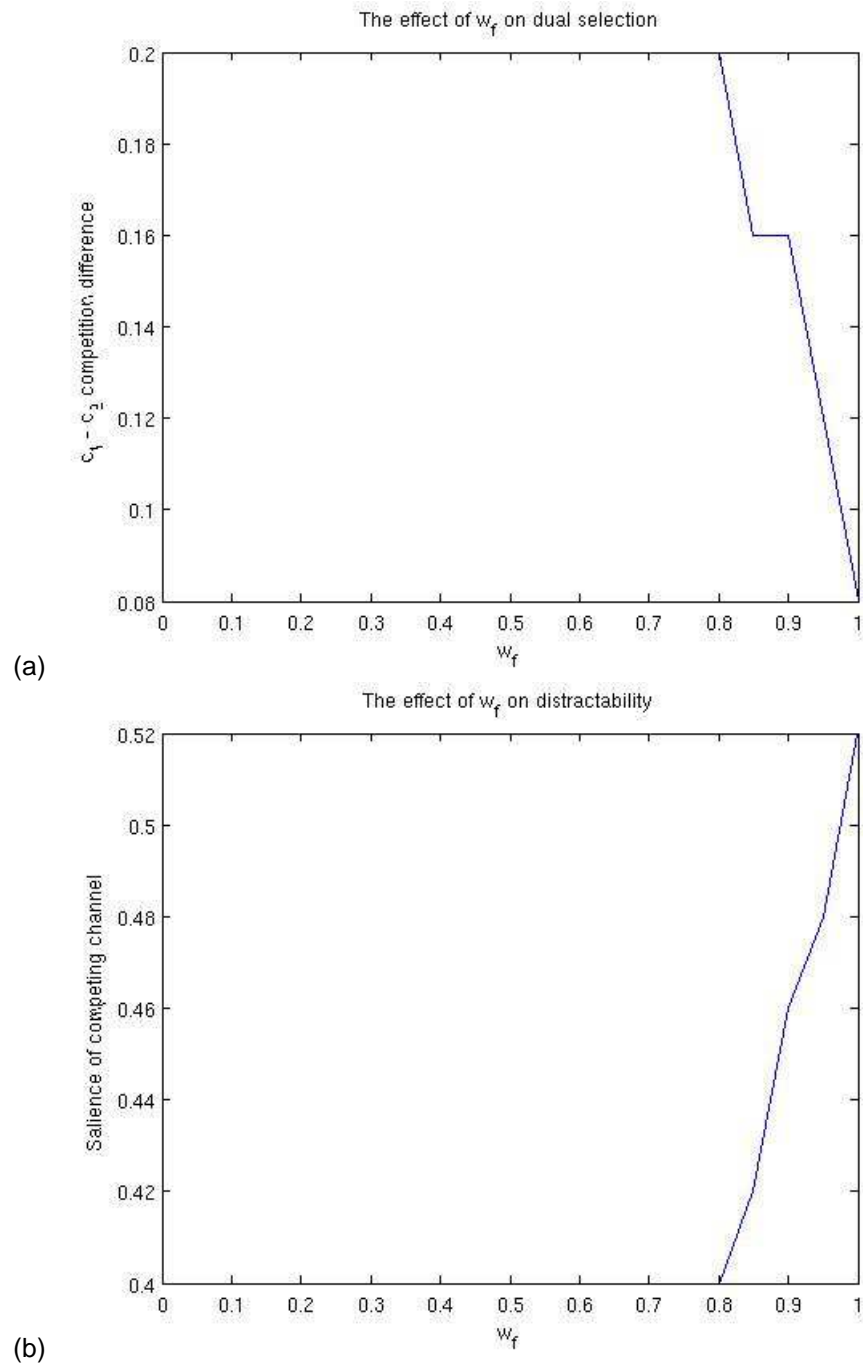 The effect of w_f on dual selection
0.2
0.18
0.16
0.14
0.12
0.1
0.08
c₁ - c₂ competition difference
0 0.1 0.2 0.3 0.4 0.5 0.6 0.7 0.8 0.9 1
w_f
(a)
The effect of w_f on distractability
0.52
0.5
0.48
0.46
0.44
0.42
0.4
Salience of competing channel
0 0.1 0.2 0.3 0.4 0.5 0.6 0.7 0.8 0.9 1
w_f
(b)